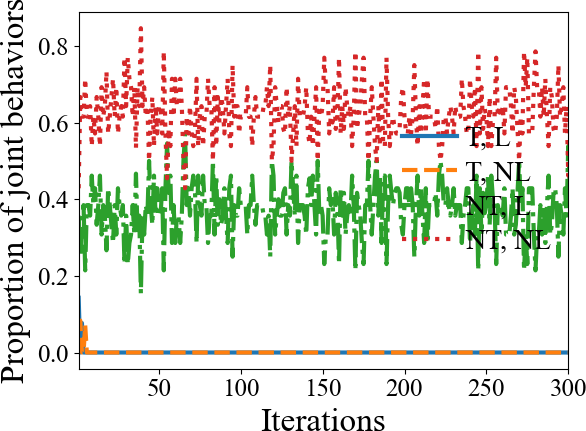 Proportion of joint behaviors
0.8
0.6
0.4
0.2
0.0
T, L
T, NL
NT, L
NT, NL
50 100 150 200 250 300
Iterations